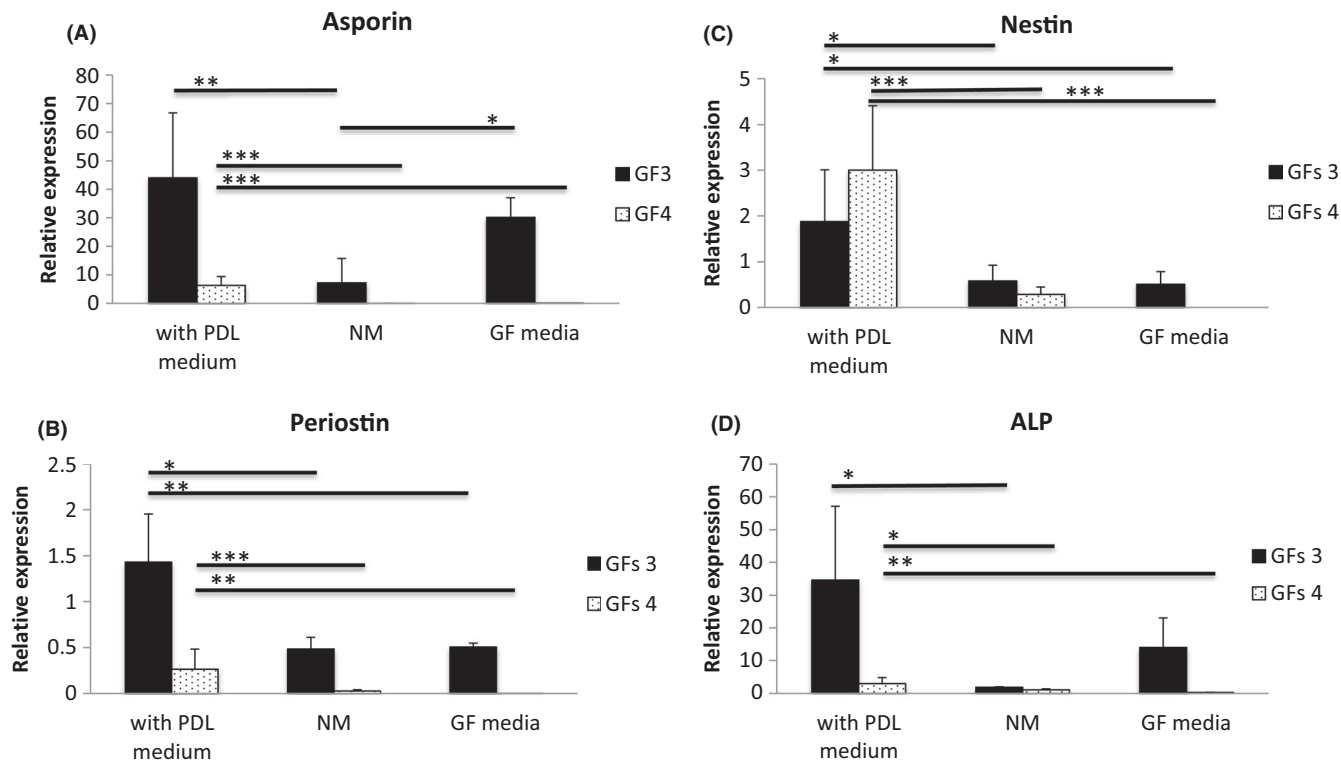 (A)
Asporin
**
*
***
***
80
70
60
50
40
30
20
10
0
Relative expression
with PDL medium
NM
GF media
GF3
GF4
(C)
Nestin
*
*
***
***
5
4
3
2
1
0
Relative expression
with PDL medium
NM
GF media
GFs 3
GFs 4
(B)
Periostin
*
**
***
**
2.5
2
1.5
1
0.5
0
Relative expression
with PDL medium
NM
GF media
GFs 3
GFs 4
(D)
ALP
*
*
**
70
60
50
40
30
20
10
0
Relative expression
with PDL medium
NM
GF media
GFs 3
GFs 4